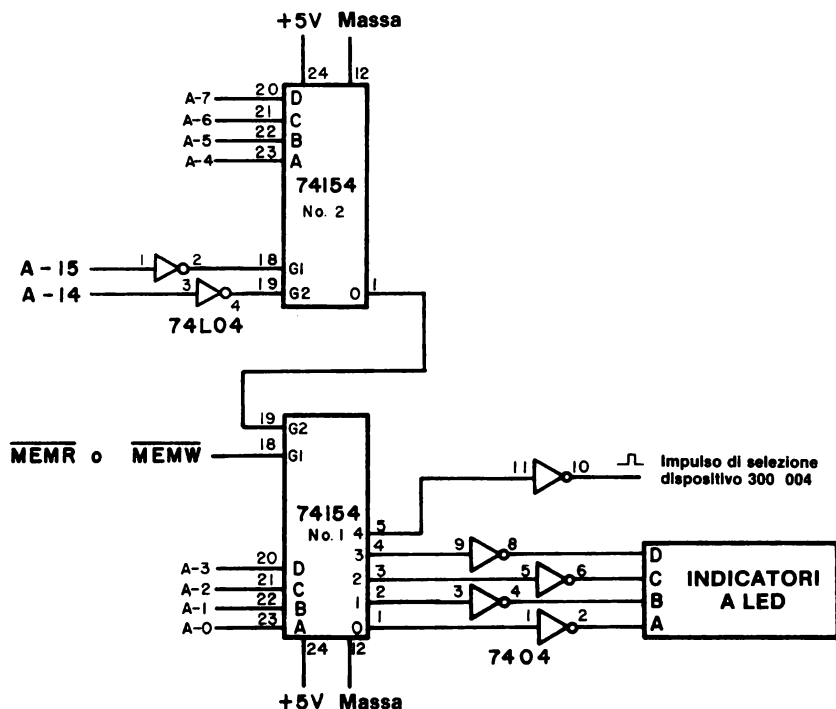 +5V Massa
24 12
A-7 20 D
A-6 21 C
A-5 22 B
A-4 23 A
74154
No. 2
A-15 1 2 18 G1
A-14 3 4 19 G2 0 1
74L04
19 G2
MEMR o MEMW 18 G1
11 10 Impulso di selezione
dispositivo 300 004
74154
No. 1 4 5
3 4 9 8 D
A-3 20 D
2 3 5 6 C
A-2 21 C
1 2 3 4 B
A-1 22 B
0 1 1 2 A
A-0 23 A
INDICATORI
A LED
7404
24 12
+5V Massa